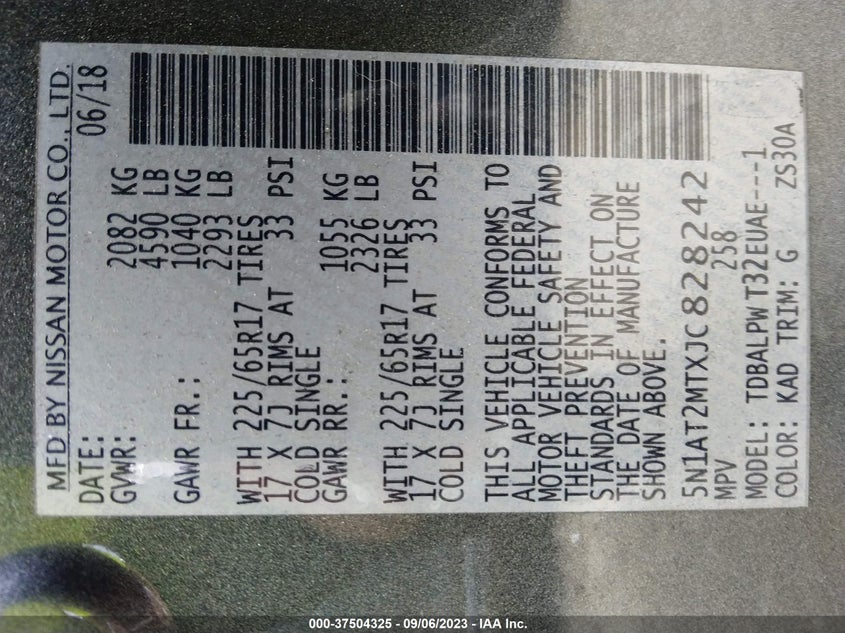 MFD BY NISSAN MOTOR CO., LTD.
DATE: 06/18
GVWR: 2082 KG
4590 LB
GAWR FR.: 1040 KG
2293 LB
WITH 225/65R17 TIRES
17 X 7J RIMS AT 33 PSI
COLD SINGLE
GAWR RR.: 1055 KG
2326 LB
WITH 225/65R17 TIRES
17 X 7J RIMS AT 33 PSI
COLD SINGLE
THIS VEHICLE CONFORMS TO
ALL APPLICABLE FEDERAL
MOTOR VEHICLE SAFETY AND
THEFT PREVENTION
STANDARDS IN EFFECT ON
THE DATE OF MANUFACTURE
SHOWN ABOVE.
5N1AT2MTXJC828242
MPV 258
MODEL: TDBALPWT32EUAE---1
COLOR: KAD TRIM: G ZS30A
000-37504325 - 09/06/2023 - IAA Inc.